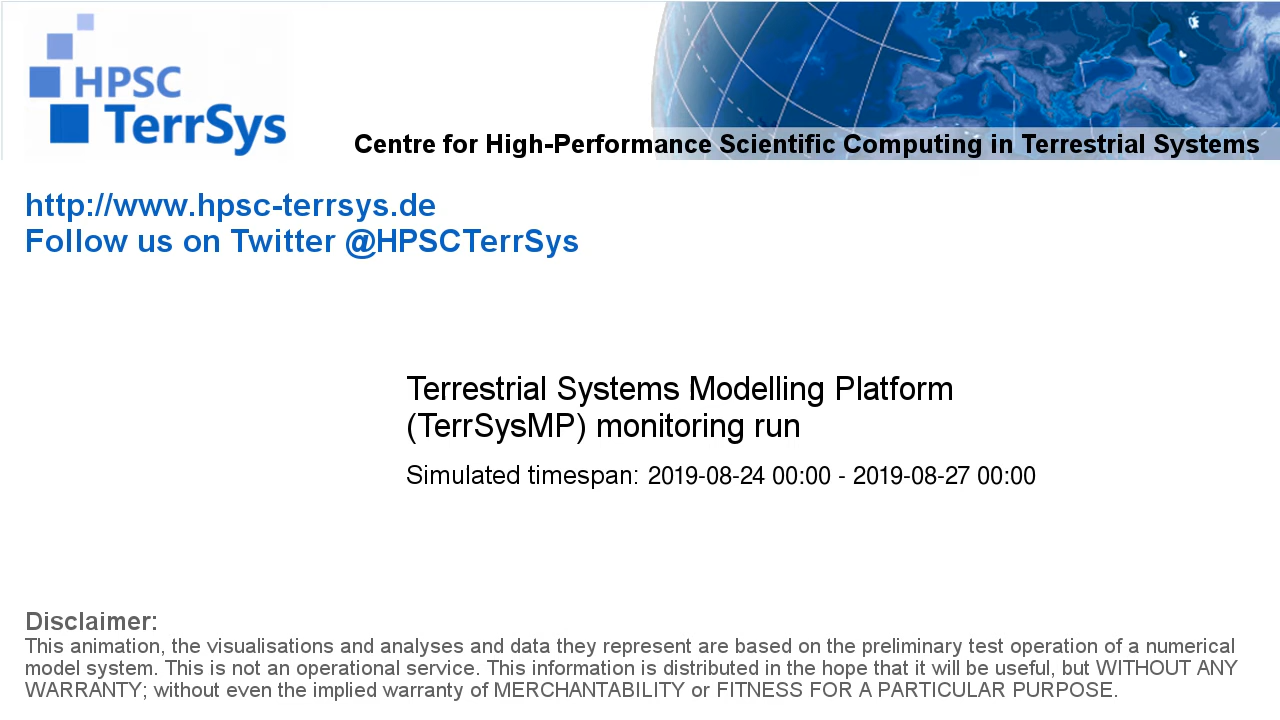 HPSC
TerrSys
Centre for High-Performance Scientific Computing in Terrestrial Systems
http://www.hpsc-terrsys.de
Follow us on Twitter @HPSCTerrSys
Terrestrial Systems Modelling Platform
(TerrSysMP) monitoring run
Simulated timespan: 2019-08-24 00:00 - 2019-08-27 00:00
Disclaimer:
This animation, the visualisations and analyses and data they represent are based on the preliminary test operation of a numerical
model system. This is not an operational service. This information is distributed in the hope that it will be useful, but WITHOUT ANY
WARRANTY; without even the implied warranty of MERCHANTABILITY or FITNESS FOR A PARTICULAR PURPOSE.